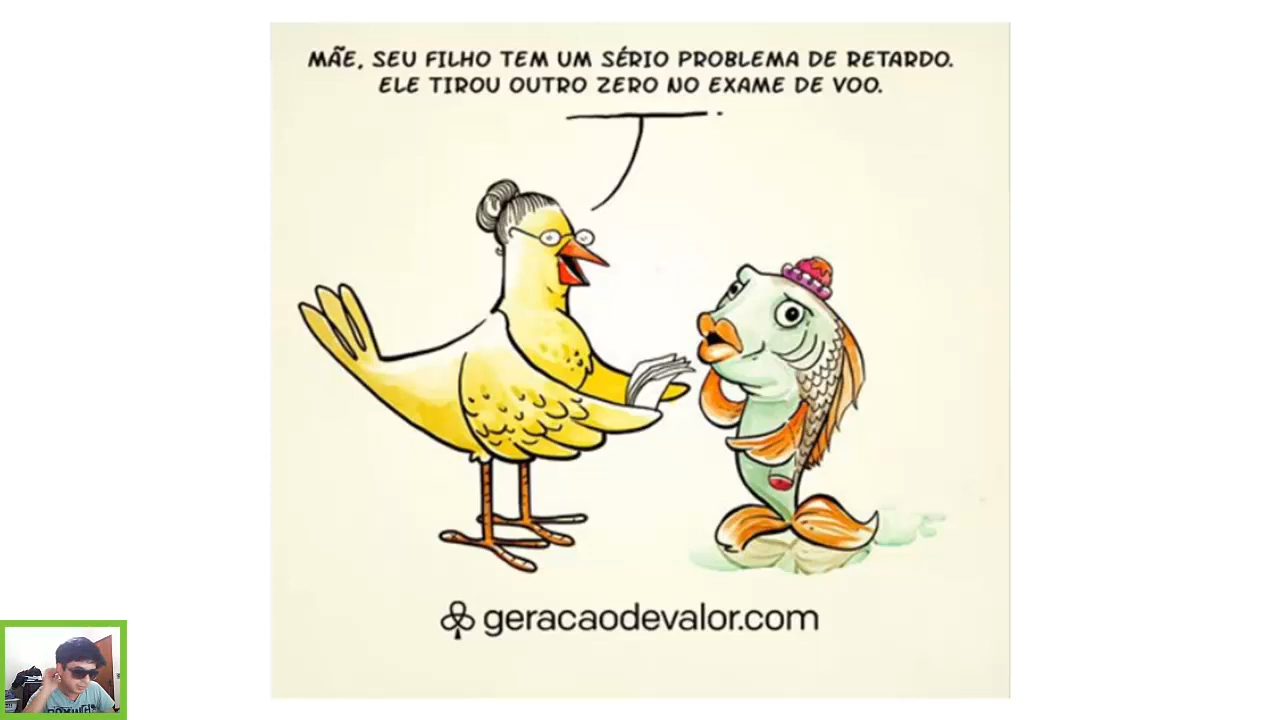 MÃE, SEU FILHO TEM UM SÉRIO PROBLEMA DE RETARDO.
ELE TIROU OUTRO ZERO NO EXAME DE VOO.
geracaodevalor.com